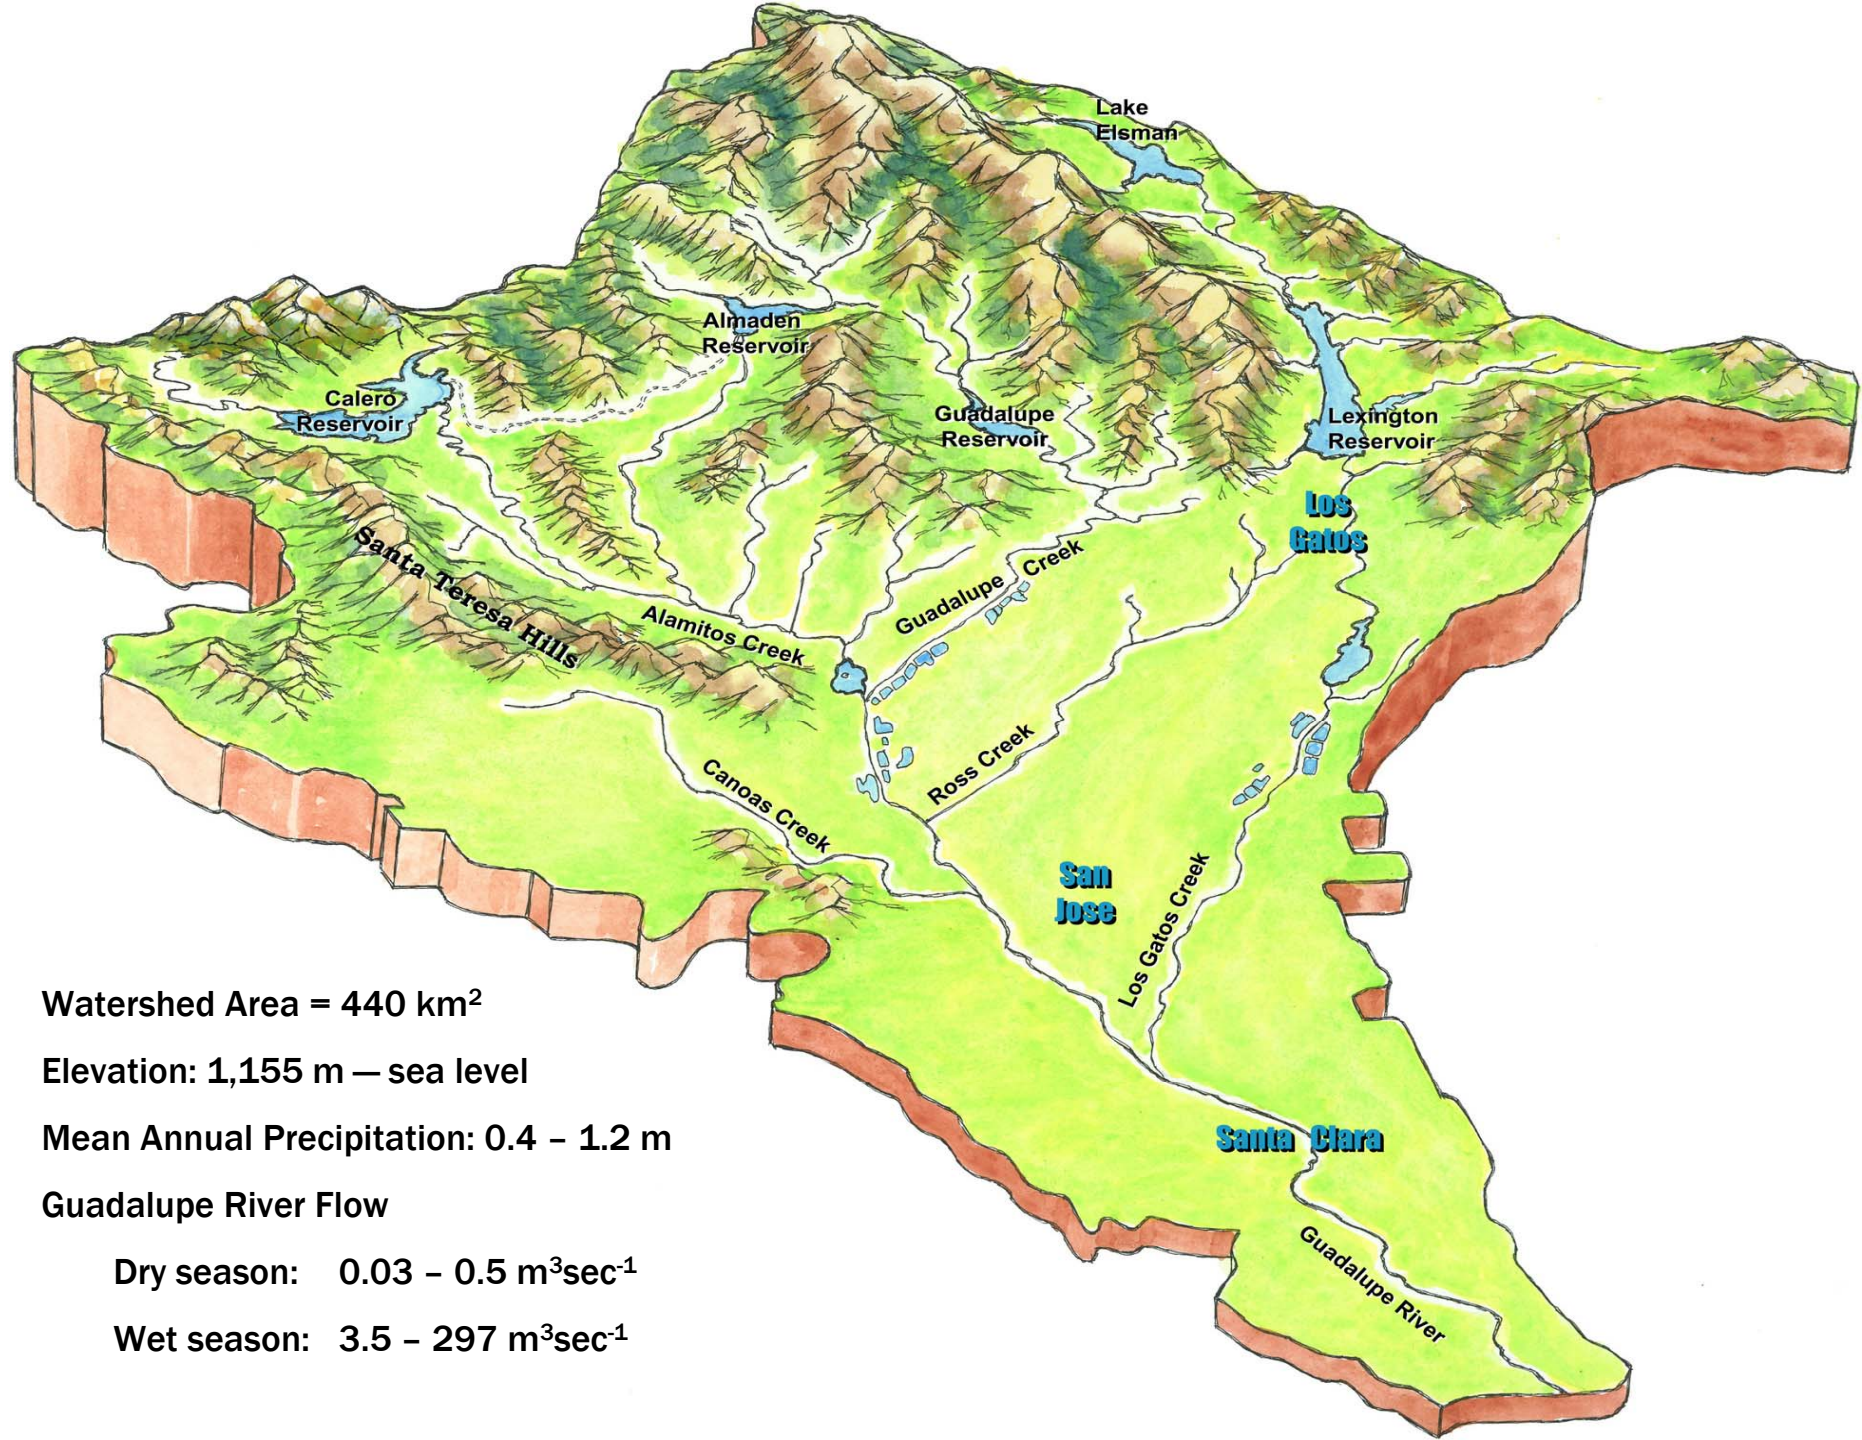 Lake
Elsman
Almaden
Reservoir
Calero
Reservoir
Guadalupe
Reservoir
Lexington
Reservoir
Los
Gatos
Santa Teresa Hills
Alamitos Creek
Guadalupe Creek
Canoas Creek
Ross Creek
San
Jose
Los Gatos Creek
Santa Clara
Guadalupe River
Watershed Area = 440 km²
Elevation: 1,155 m — sea level
Mean Annual Precipitation: 0.4 – 1.2 m
Guadalupe River Flow
Dry season: 0.03 – 0.5 m³sec⁻¹
Wet season: 3.5 – 297 m³sec⁻¹